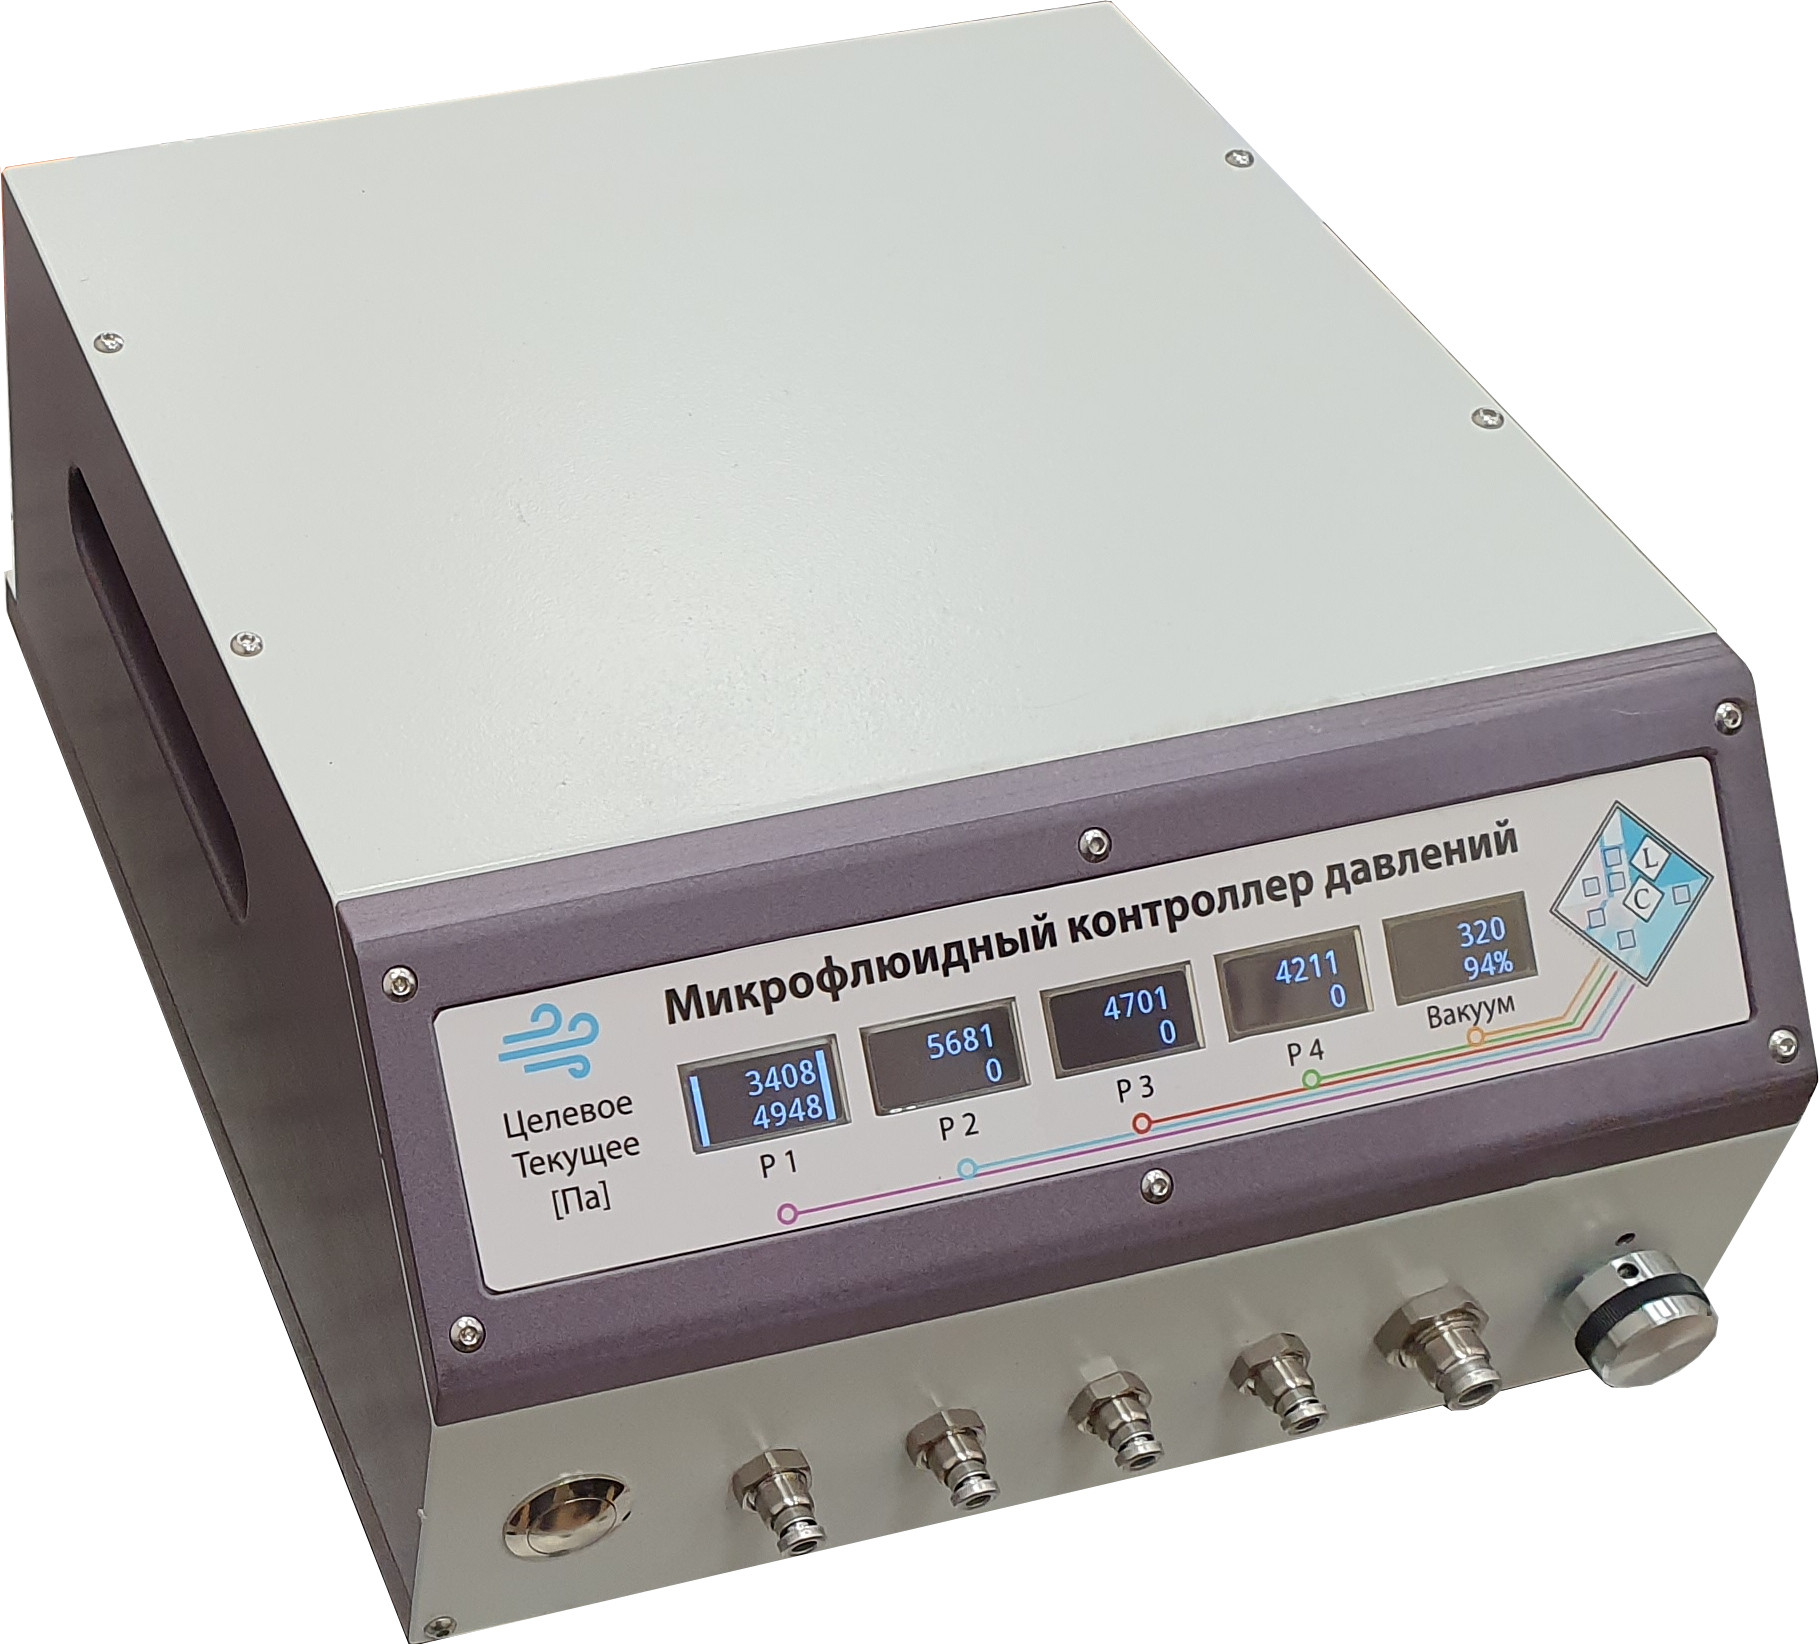 Микрофлюидный контроллер давлений
L
C
Целевое
Текущее
[Па]
3408
4948
P 1
5681
0
P 2
4701
0
P 3
4211
0
P 4
320
94%
Вакуум